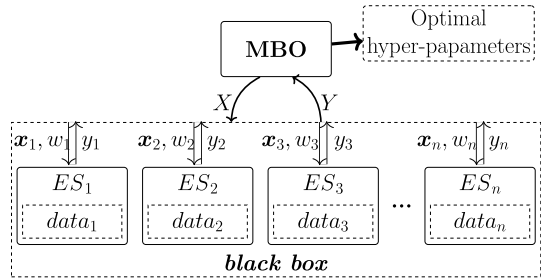 Optimal
hyper-papameters
MBO
X Y
x₁, w₁ y₁ x₂, w₂ y₂ x₃, w₃ y₃ xₙ, wₙ yₙ
ES₁ ES₂ ES₃ ESₙ
...
data₁ data₂ data₃ dataₙ
black box